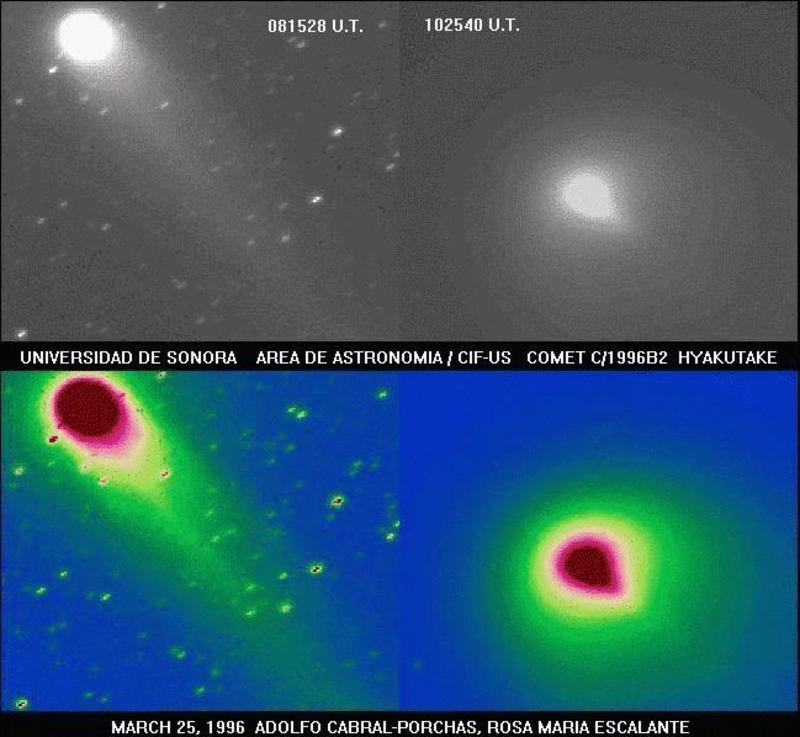 081528 U.T.
102540 U.T.
UNIVERSIDAD DE SONORA AREA DE ASTRONOMIA / CIF-US COMET C/1996B2 HYAKUTAKE
MARCH 25, 1996 ADOLFO CABRAL-PORCHAS, ROSA MARIA ESCALANTE